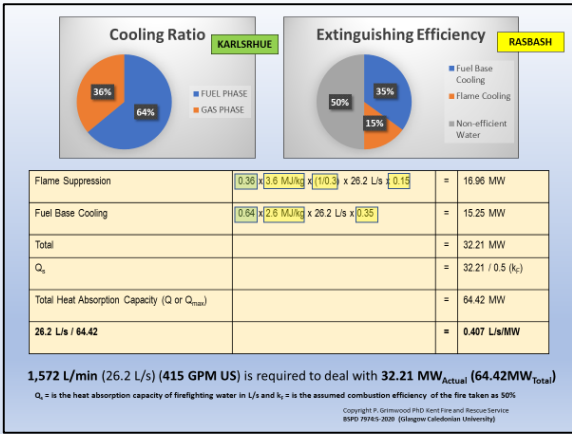 Cooling Ratio
KARLSRHUE
36%
64%
FUEL PHASE
GAS PHASE
Extinguishing Efficiency
RASBASH
50%
35%
15%
Fuel Base
Cooling
Flame Cooling
Non-efficient
Water
Flame Suppression 0.36 x 3.6 MJ/kg x (1/0.3) x 26.2 L/s x 0.15 = 16.96 MW
Fuel Base Cooling 0.64 x 2.6 MJ/kg x 26.2 L/s x 0.35 = 15.25 MW
Total = 32.21 MW
Qs = 32.21 / 0.5 (kF)
Total Heat Absorption Capacity (Q or Qmax) = 64.42 MW
26.2 L/s / 64.42 = 0.407 L/s/MW
1,572 L/min (26.2 L/s) (415 GPM US) is required to deal with 32.21 MWActual (64.42MWTotal)
Qs = is the heat absorption capacity of firefighting water in L/s and kF = is the assumed combustion efficiency of the fire taken as 50%
Copyright P. Grimwood PhD Kent Fire and Rescue Service
BSPD 7974:5-2020 (Glasgow Caledonian University)